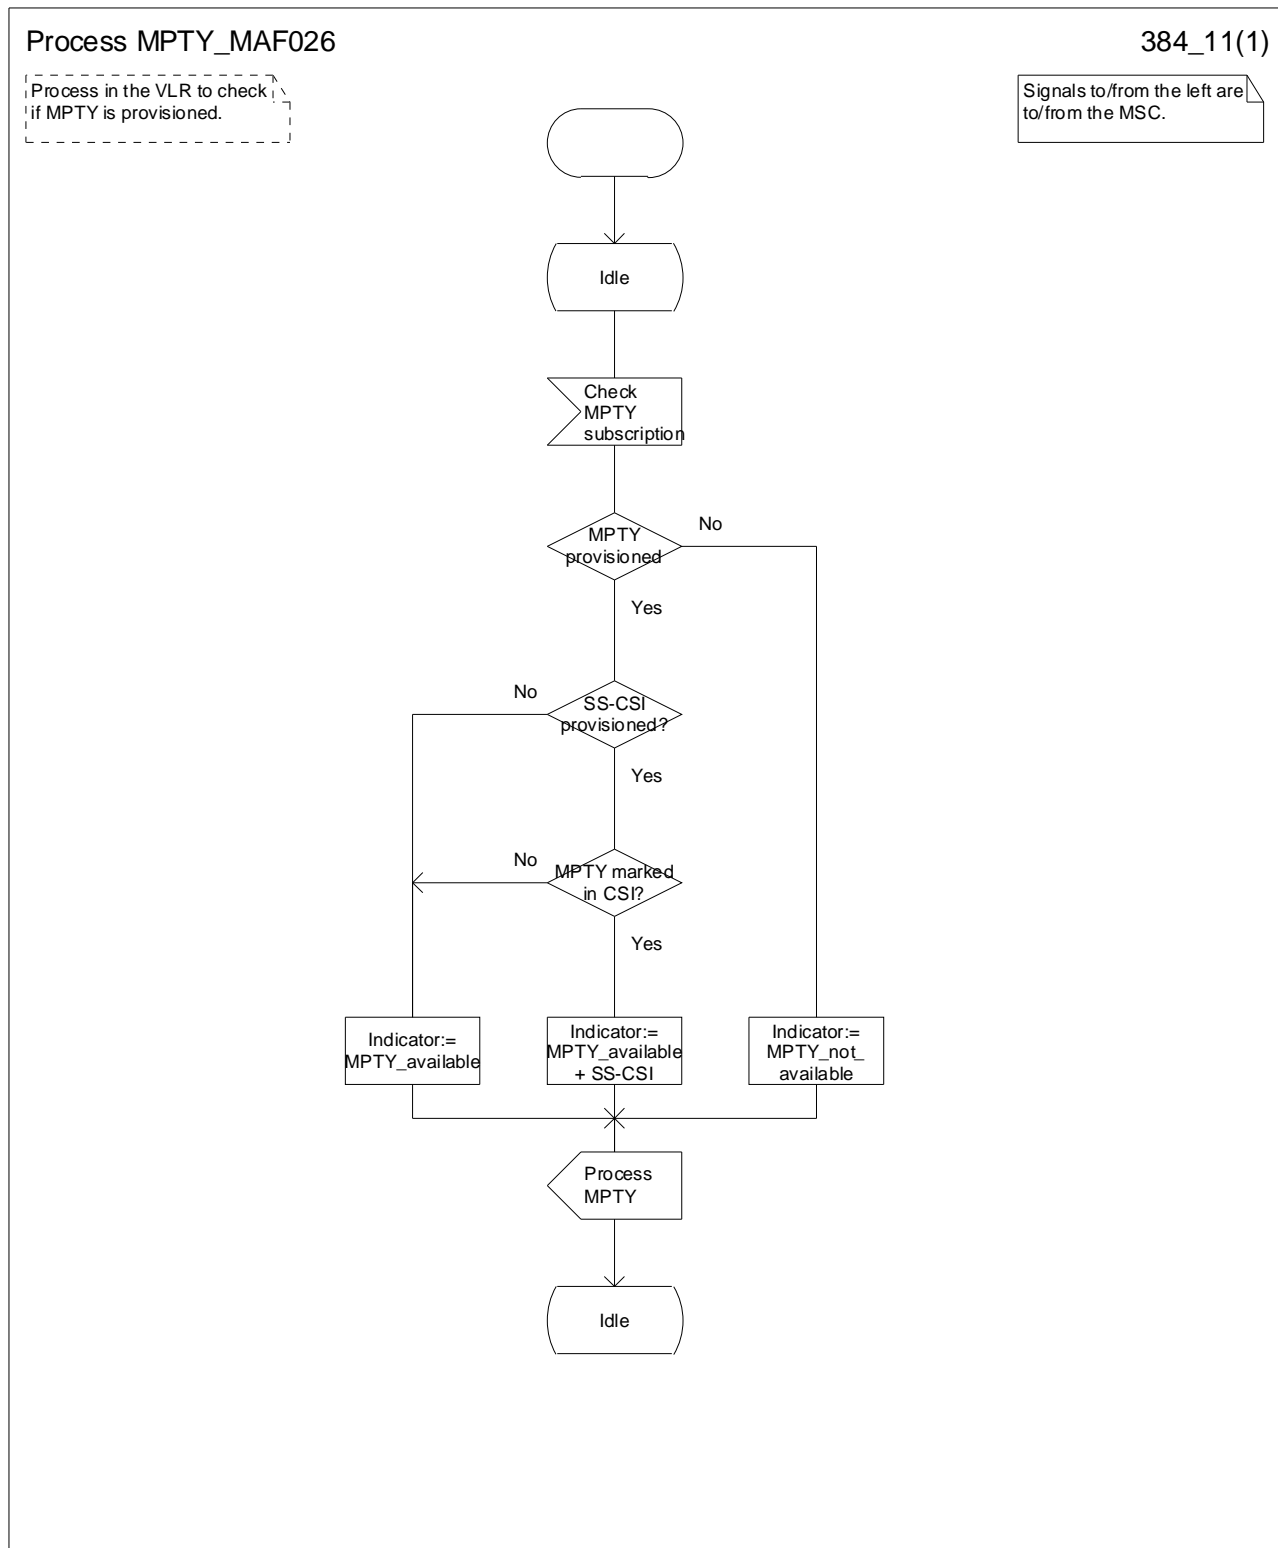 Process MPTY_MAF026
384_11(1)
Process in the VLR to check
if MPTY is provisioned.
Signals to/from the left are
to/from the MSC.
Idle
Check
MPTY
subscription
MPTY
provisioned
No
Yes
No
SS-CSI
provisioned?
Yes
No
MPTY marked
in CSI?
Yes
Indicator:=
MPTY_available
Indicator:=
MPTY_available
+ SS-CSI
Indicator:=
MPTY_not_
available
Process
MPTY
Idle